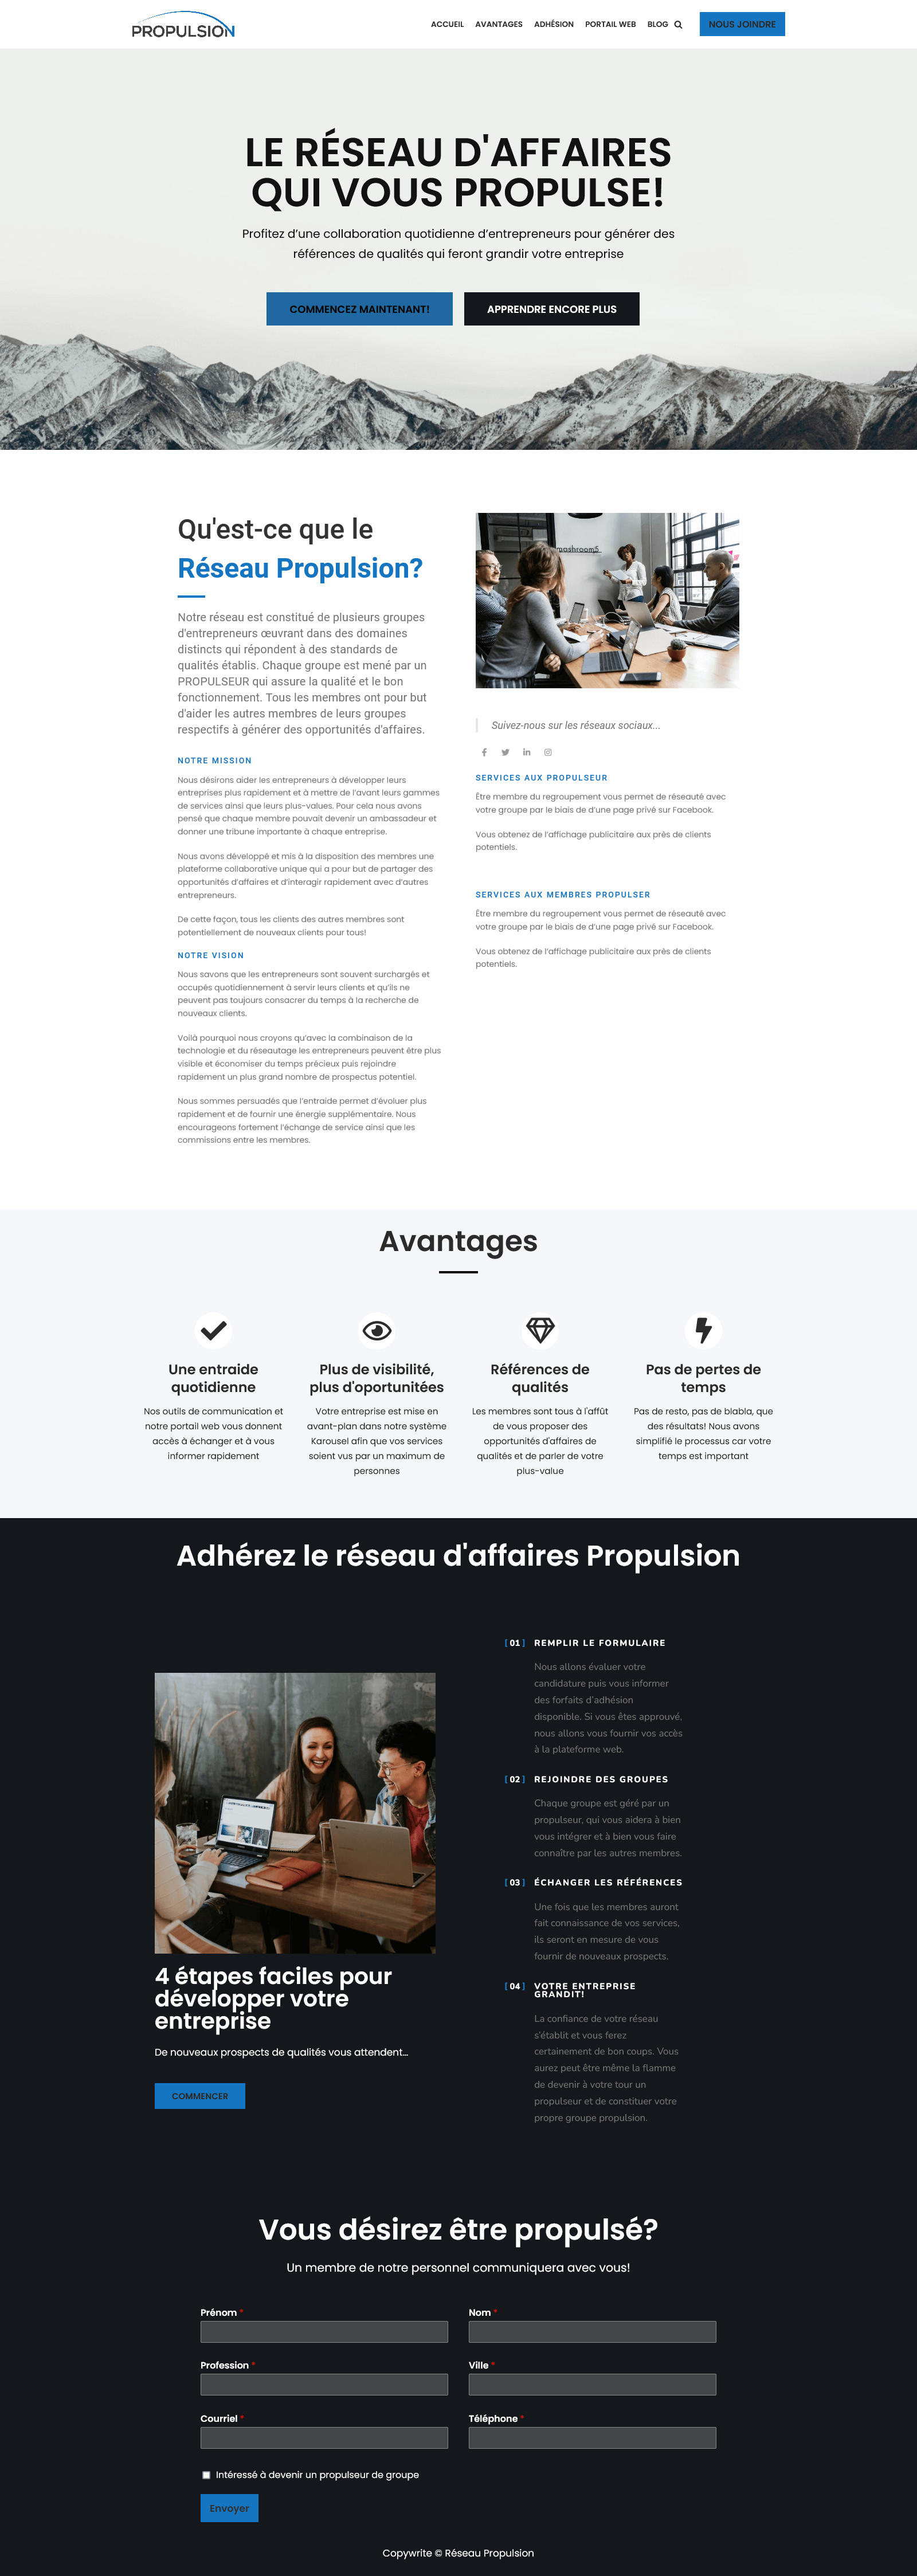 PROPULSION
ACCUEIL AVANTAGES ADHÉSION PORTAIL WEB BLOG NOUS JOINDRE
LE RÉSEAU D'AFFAIRES
QUI VOUS PROPULSE!
Profitez d’une collaboration quotidienne d’entrepreneurs pour générer des
références de qualités qui feront grandir votre entreprise
COMMENCEZ MAINTENANT! APPRENDRE ENCORE PLUS
Qu'est-ce que le
Réseau Propulsion?
Notre réseau est constitué de plusieurs groupes
d'entrepreneurs œuvrant dans des domaines
distincts qui répondent à des standards de
qualités établis. Chaque groupe est mené par un
PROPULSEUR qui assure la qualité et le bon
fonctionnement. Tous les membres ont pour but
d'aider les autres membres de leurs groupes
respectifs à générer des opportunités d'affaires.
NOTRE MISSION
Nous désirons aider les entrepreneurs à développer leurs
entreprises plus rapidement et à mettre de l’avant leurs gammes
de services ainsi que leurs plus-values. Pour cela nous avons
pensé que chaque membre pouvait devenir un ambassadeur et
donner une tribune importante à chaque entreprise.
Nous avons développé et mis à la disposition des membres une
plateforme collaborative unique qui a pour but de partager des
opportunités d’affaires et d’interagir rapidement avec d’autres
entrepreneurs.
De cette façon, tous les clients des autres membres sont
potentiellement de nouveaux clients pour tous!
NOTRE VISION
Nous savons que les entrepreneurs sont souvent surchargés et
occupés quotidiennement à servir leurs clients et qu’ils ne
peuvent pas toujours consacrer du temps à la recherche de
nouveaux clients.
Voilà pourquoi nous croyons qu’avec la combinaison de la
technologie et du réseautage les entrepreneurs peuvent être plus
visible et économiser du temps précieux puis rejoindre
rapidement un plus grand nombre de prospectus potentiel.
Nous sommes persuadés que l’entraide permet d’évoluer plus
rapidement et de fournir une énergie supplémentaire. Nous
encourageons fortement l’échange de service ainsi que les
commissions entre les membres.
Suivez-nous sur les réseaux sociaux...
SERVICES AUX PROPULSEUR
Être membre du regroupement vous permet de réseauté avec
votre groupe par le biais de d’une page privé sur Facebook.
Vous obtenez de l’affichage publicitaire aux près de clients
potentiels.
SERVICES AUX MEMBRES PROPULSER
Être membre du regroupement vous permet de réseauté avec
votre groupe par le biais de d’une page privé sur Facebook.
Vous obtenez de l’affichage publicitaire aux près de clients
potentiels.
Avantages
Une entraide
quotidienne
Nos outils de communication et
notre portail web vous donnent
accès à échanger et à vous
informer rapidement
Plus de visibilité,
plus d'oportunitées
Votre entreprise est mise en
avant-plan dans notre système
Karousel afin que vos services
soient vus par un maximum de
personnes
Références de
qualités
Les membres sont tous à l'affût
de vous proposer des
opportunités d'affaires de
qualités et de parler de votre
plus-value
Pas de pertes de
temps
Pas de resto, pas de blabla, que
des résultats! Nous avons
simplifié le processus car votre
temps est important
Adhérez le réseau d'affaires Propulsion
4 étapes faciles pour
développer votre
entreprise
De nouveaux prospects de qualités vous attendent...
COMMENCER
[ 01 ] REMPLIR LE FORMULAIRE
Nous allons évaluer votre
candidature puis vous informer
des forfaits d’adhésion
disponible. Si vous êtes approuvé,
nous allons vous fournir vos accès
à la plateforme web.
[ 02 ] REJOINDRE DES GROUPES
Chaque groupe est géré par un
propulseur, qui vous aidera à bien
vous intégrer et à bien vous faire
connaître par les autres membres.
[ 03 ] ÉCHANGER LES RÉFÉRENCES
Une fois que les membres auront
fait connaissance de vos services,
ils seront en mesure de vous
fournir de nouveaux prospects.
[ 04 ] VOTRE ENTREPRISE
GRANDIT!
La confiance de votre réseau
s’établit et vous ferez
certainement de bon coups. Vous
aurez peut être même la flamme
de devenir à votre tour un
propulseur et de constituer votre
propre groupe propulsion.
Vous désirez être propulsé?
Un membre de notre personnel communiquera avec vous!
Prénom * Nom *
Profession * Ville *
Courriel * Téléphone *
Intéressé à devenir un propulseur de groupe
Envoyer
Copywrite © Réseau Propulsion